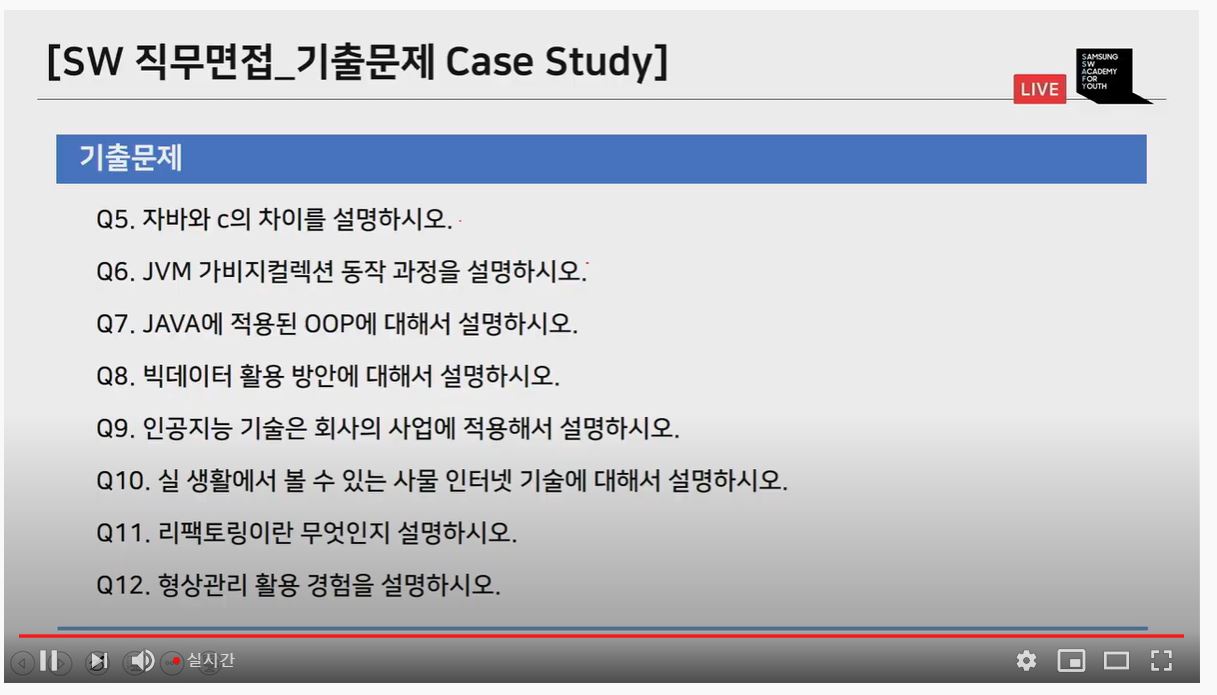 [SW 직무면접_기출문제 Case Study]
LIVE
SAMSUNG
SW
ACADEMY
FOR
YOUTH
기출문제
Q5. 자바와 c의 차이를 설명하시오.
Q6. JVM 가비지컬렉션 동작 과정을 설명하시오.
Q7. JAVA에 적용된 OOP에 대해서 설명하시오.
Q8. 빅데이터 활용 방안에 대해서 설명하시오.
Q9. 인공지능 기술은 회사의 사업에 적용해서 설명하시오.
Q10. 실 생활에서 볼 수 있는 사물 인터넷 기술에 대해서 설명하시오.
Q11. 리팩토링이란 무엇인지 설명하시오.
Q12. 형상관리 활용 경험을 설명하시오.
실시간